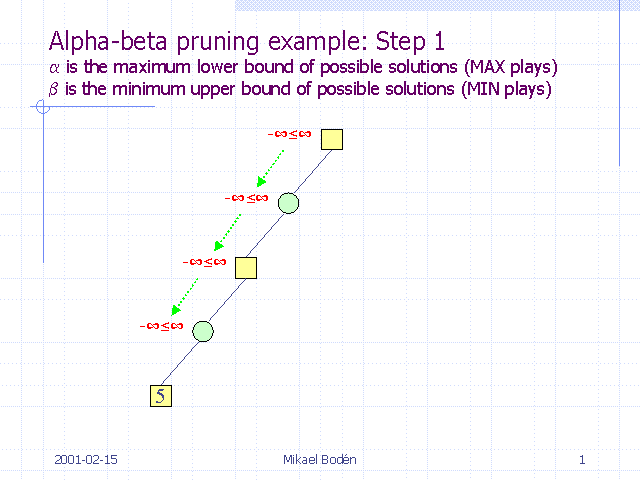 Alpha-beta pruning example: Step 1
α is the maximum lower bound of possible solutions (MAX plays)
β is the minimum upper bound of possible solutions (MIN plays)
-∞≤∞
-∞≤∞
-∞≤∞
-∞≤∞
5
2001-02-15 Mikael Bodén 1